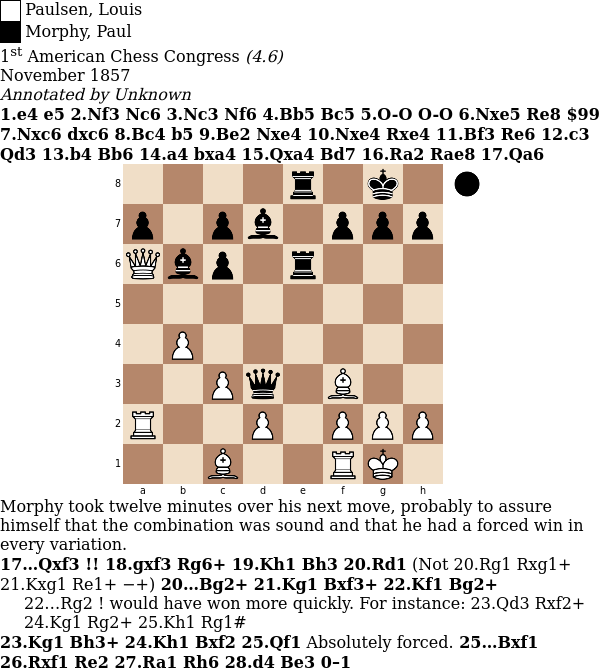 Paulsen, Louis
Morphy, Paul
1st American Chess Congress (4.6)
November 1857
Annotated by Unknown
1.e4 e5 2.Nf3 Nc6 3.Nc3 Nf6 4.Bb5 Bc5 5.O-O O-O 6.Nxe5 Re8 $99
7.Nxc6 dxc6 8.Bc4 b5 9.Be2 Nxe4 10.Nxe4 Rxe4 11.Bf3 Re6 12.c3
Qd3 13.b4 Bb6 14.a4 bxa4 15.Qxa4 Bd7 16.Ra2 Rae8 17.Qa6
8
7
6
5
4
3
2
1
a b c d e f g h
Morphy took twelve minutes over his next move, probably to assure
himself that the combination was sound and that he had a forced win in
every variation.
17...Qxf3 !! 18.gxf3 Rg6+ 19.Kh1 Bh3 20.Rd1 (Not 20.Rg1 Rxg1+
21.Kxg1 Re1+ −+) 20...Bg2+ 21.Kg1 Bxf3+ 22.Kf1 Bg2+
22...Rg2 ! would have won more quickly. For instance: 23.Qd3 Rxf2+
24.Kg1 Rg2+ 25.Kh1 Rg1#
23.Kg1 Bh3+ 24.Kh1 Bxf2 25.Qf1 Absolutely forced. 25...Bxf1
26.Rxf1 Re2 27.Ra1 Rh6 28.d4 Be3 0–1